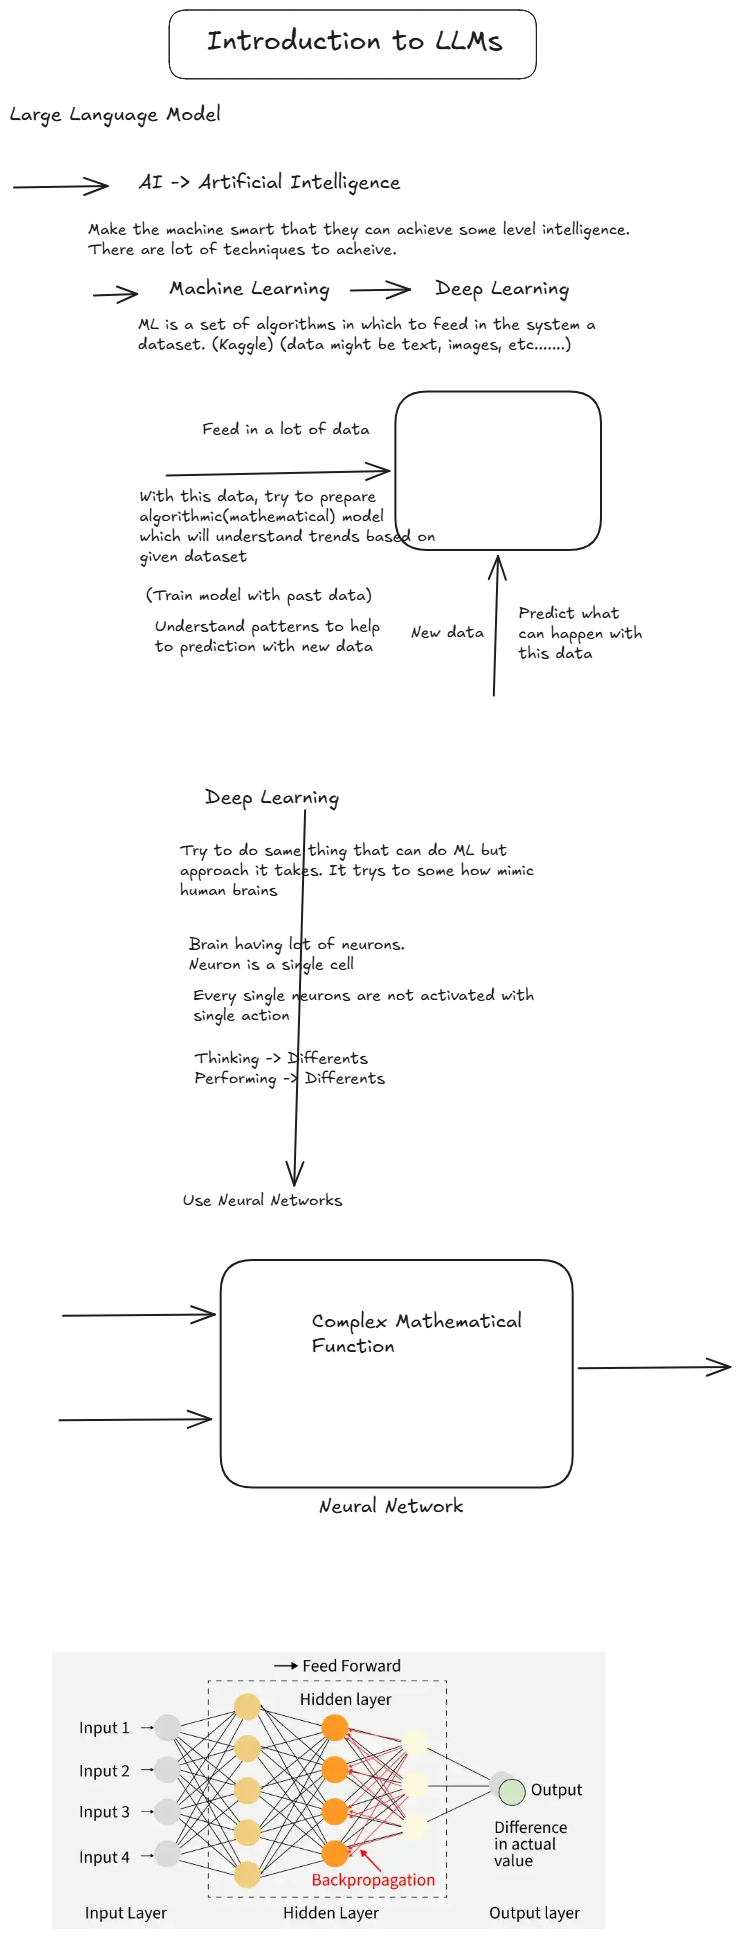 Introduction to LLMs
Large Language Model
AI -> Artificial Intelligence
Make the machine smart that they can achieve some level intelligence.
There are lot of techniques to acheive.
Machine Learning
Deep Learning
ML is a set of algorithms in which to feed in the system a
dataset. (Kaggle) (data might be text, images, etc.......)
Feed in a lot of data
With this data, try to prepare
algorithmic(mathematical) model
which will understand trends based on
given dataset
(Train model with past data)
Understand patterns to help
to prediction with new data
New data
Predict what
can happen with
this data
Deep Learning
Try to do same thing that can do ML but
approach it takes. It trys to some how mimic
human brains
Brain having lot of neurons.
Neuron is a single cell
Every single neurons are not activated with
single action
Thinking -> Differents
Performing -> Differents
Use Neural Networks
Complex Mathematical
Function
Neural Network
Feed Forward
Hidden layer
Input 1
Input 2
Input 3
Input 4
Output
Difference
in actual
value
Backpropagation
Input Layer
Hidden Layer
Output layer